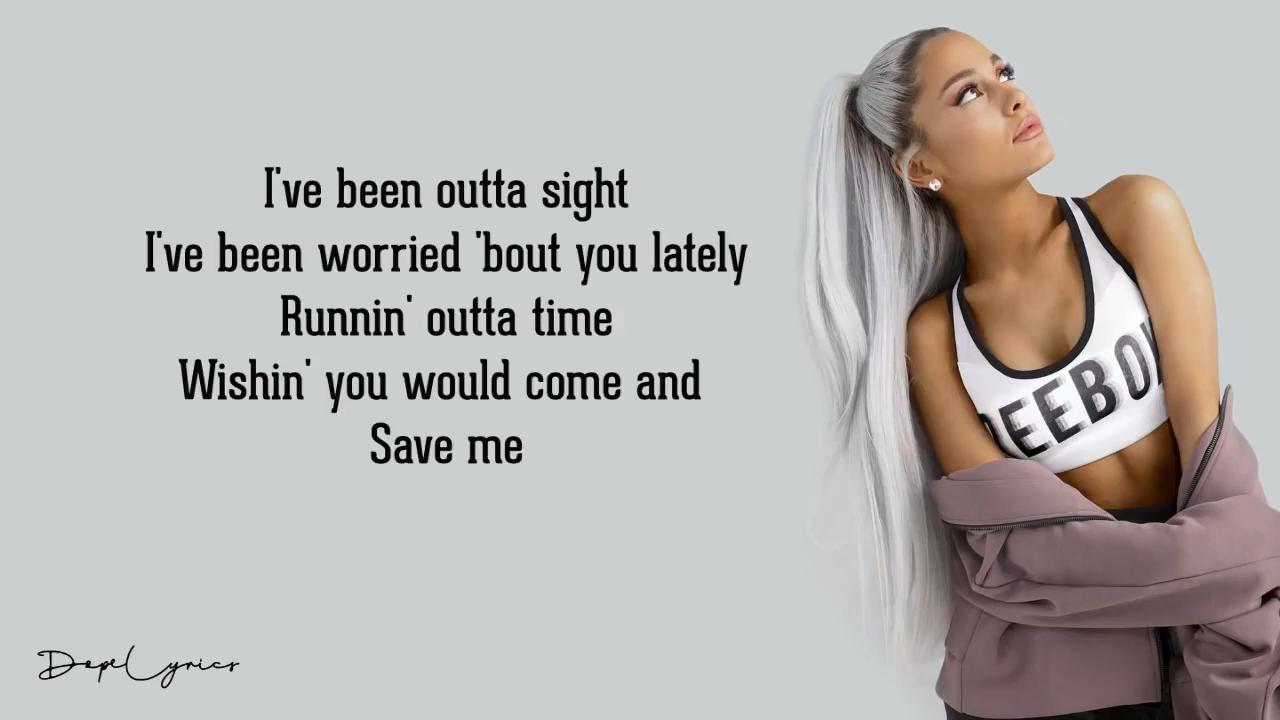 I've been outta sight
I've been worried 'bout you lately
Runnin' outta time
Wishin' you would come and
Save me
EEBO
DopeLyrics